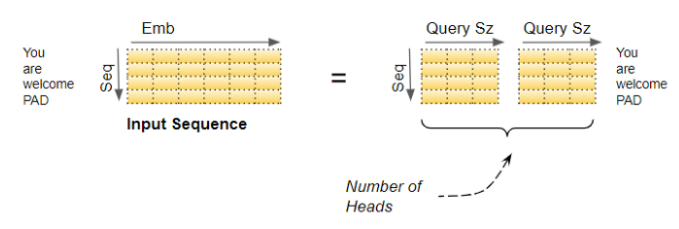 Emb
Query Sz
Query Sz
You
are
welcome
PAD
Seq
=
Seq
You
are
welcome
PAD
Input Sequence
Number of
Heads